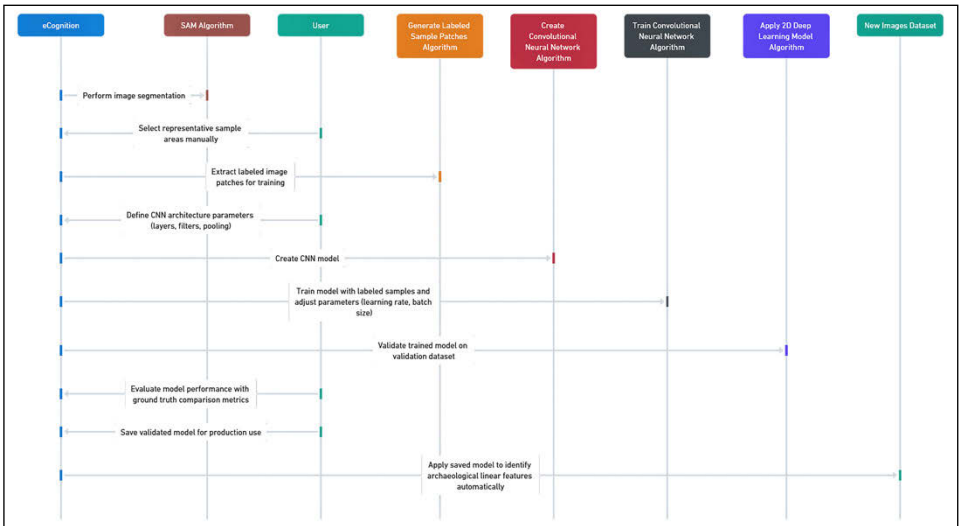 eCognition
SAM Algorithm
User
Generate Labeled
Sample Patches
Algorithm
Create
Convolutional
Neural Network
Algorithm
Train Convolutional
Neural Network
Algorithm
Apply 2D Deep
Learning Model
Algorithm
New Images Dataset
Perform image segmentation
Select representative sample
areas manually
Extract labeled image
patches for training
Define CNN architecture parameters
(layers, filters, pooling)
Create CNN model
Train model with labeled samples and
adjust parameters (learning rate, batch
size)
Validate trained model on
validation dataset
Evaluate model performance with
ground truth comparison metrics
Save validated model for production use
Apply saved model to identify
archaeological linear features
automatically